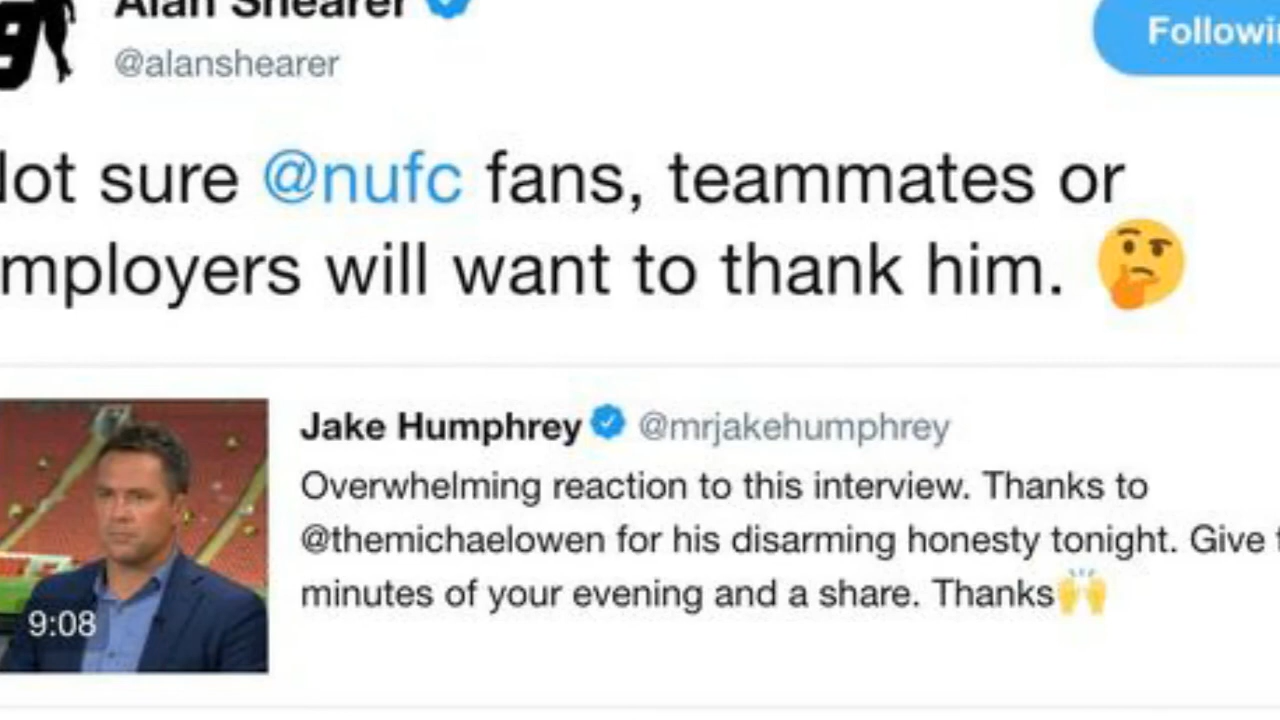 Alan Shearer
@alanshearer
Following
lot sure @nufc fans, teammates or
mployers will want to thank him. 🤔
Jake Humphrey @mrjakehumphrey
Overwhelming reaction to this interview. Thanks to
@themichaelowen for his disarming honesty tonight. Give
minutes of your evening and a share. Thanks🙌
9:08